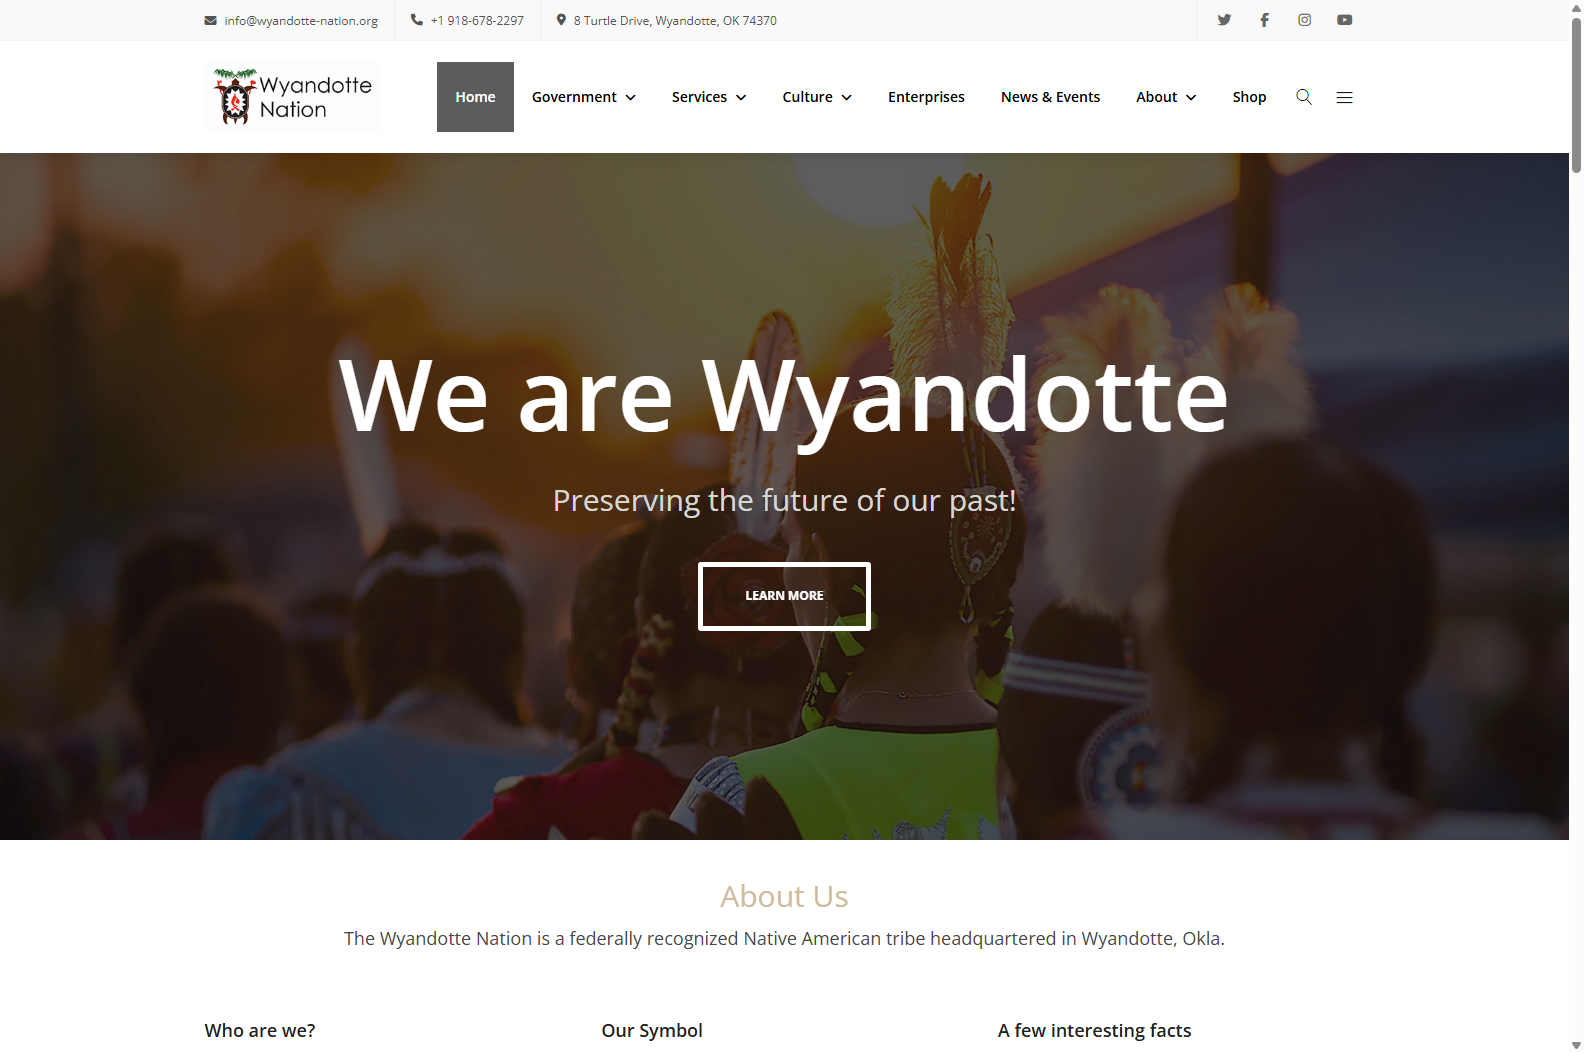 info@wyandotte-nation.org
+1 918-678-2297
8 Turtle Drive, Wyandotte, OK 74370
Wyandotte
Nation
Home
Government
Services
Culture
Enterprises
News & Events
About
Shop
We are Wyandotte
Preserving the future of our past!
LEARN MORE
About Us
The Wyandotte Nation is a federally recognized Native American tribe headquartered in Wyandotte, Okla.
Who are we?
Our Symbol
A few interesting facts